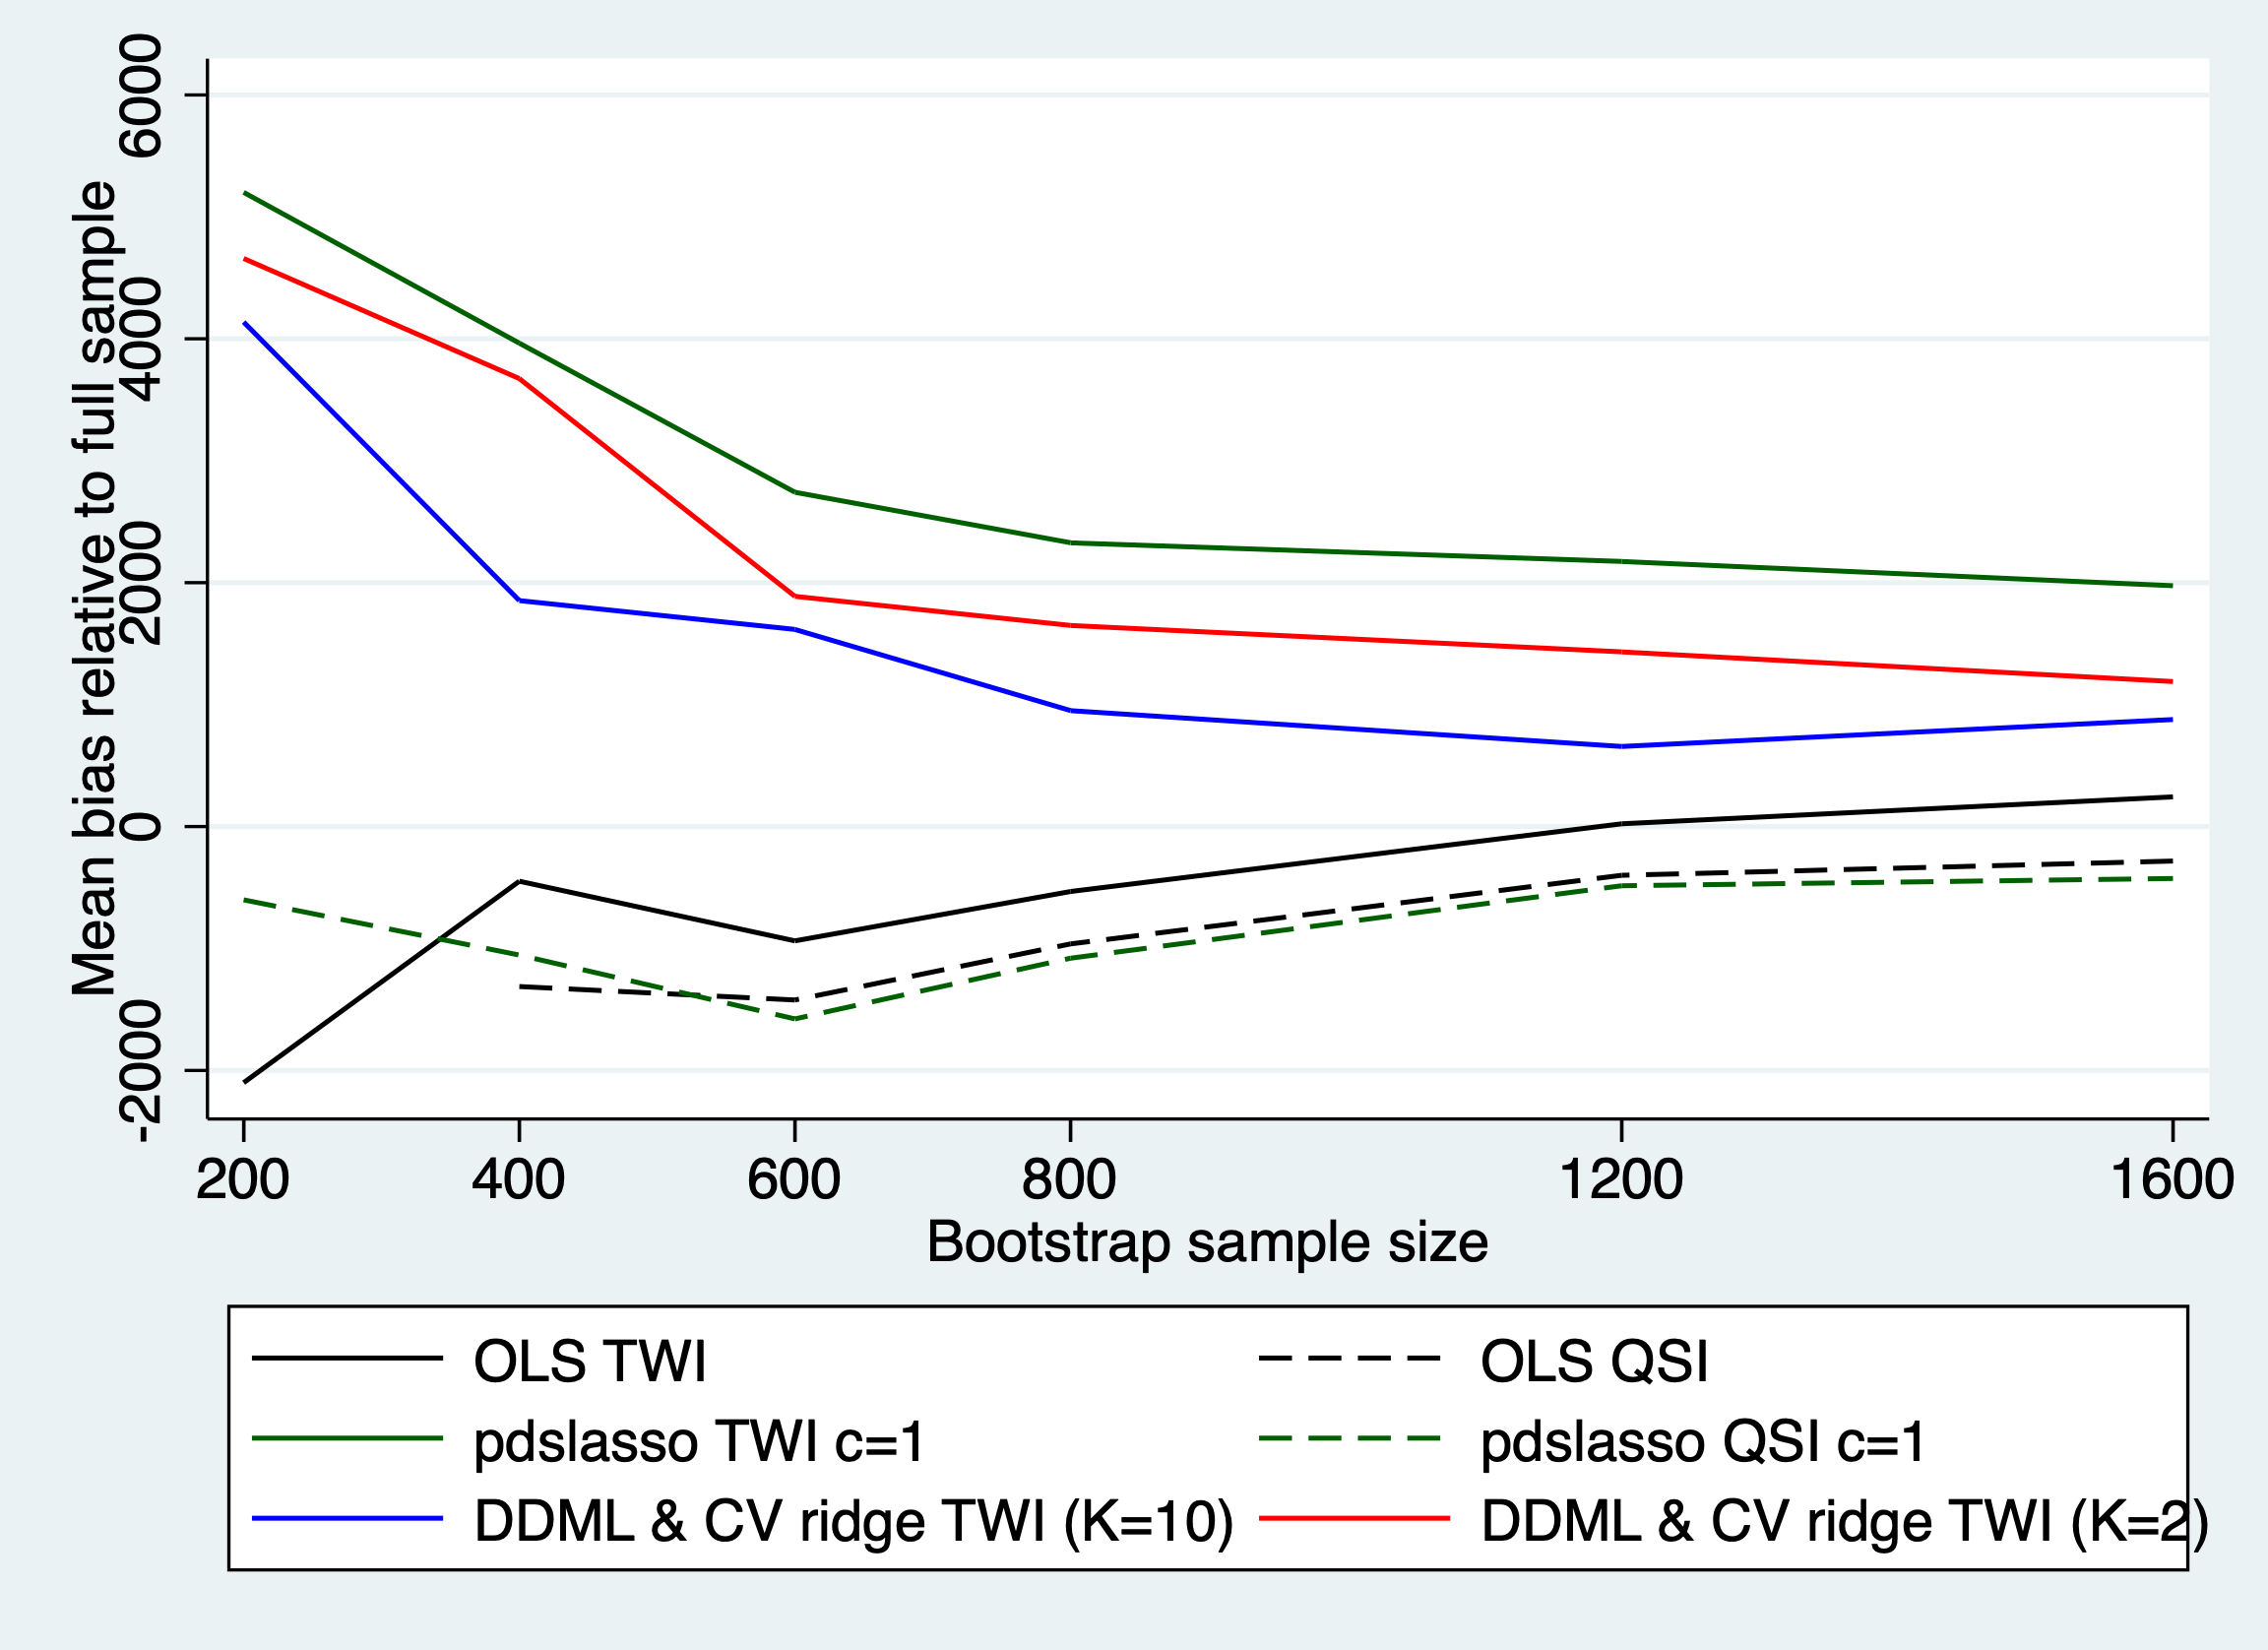 Mean bias relative to full sample
6000
4000
2000
0
-2000
200 400 600 800 1200 1600
Bootstrap sample size
OLS TWI OLS QSI
pdslasso TWI c=1 pdslasso QSI c=1
DDML & CV ridge TWI (K=10) DDML & CV ridge TWI (K=2)